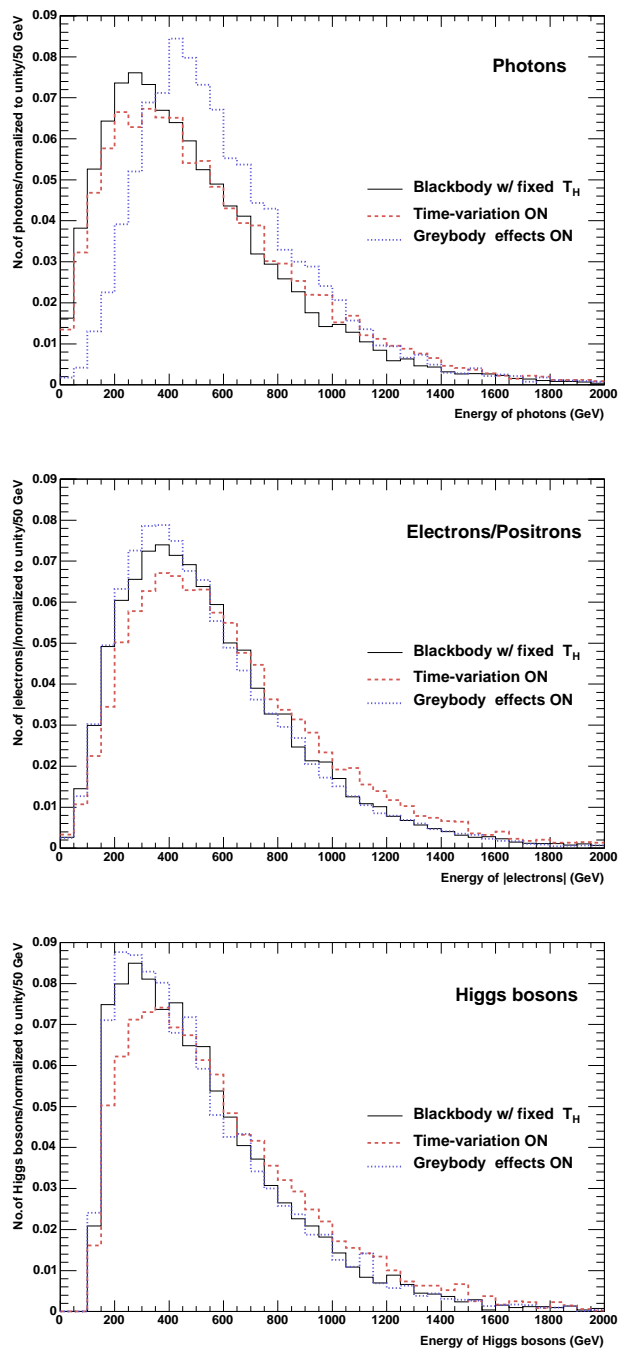 No.of photons/normalized to unity/50 GeV
0.09
0.08
0.07
0.06
0.05
0.04
0.03
0.02
0.01
0
Photons
Blackbody w/ fixed T_H
Time-variation ON
Greybody effects ON
0 200 400 600 800 1000 1200 1400 1600 1800 2000
Energy of photons (GeV)
No.of |electrons|/normalized to unity/50 GeV
0.09
0.08
0.07
0.06
0.05
0.04
0.03
0.02
0.01
0
Electrons/Positrons
Blackbody w/ fixed T_H
Time-variation ON
Greybody effects ON
0 200 400 600 800 1000 1200 1400 1600 1800 2000
Energy of |electrons| (GeV)
No.of Higgs bosons/normalized to unity/50 GeV
0.09
0.08
0.07
0.06
0.05
0.04
0.03
0.02
0.01
0
Higgs bosons
Blackbody w/ fixed T_H
Time-variation ON
Greybody effects ON
0 200 400 600 800 1000 1200 1400 1600 1800 2000
Energy of Higgs bosons (GeV)